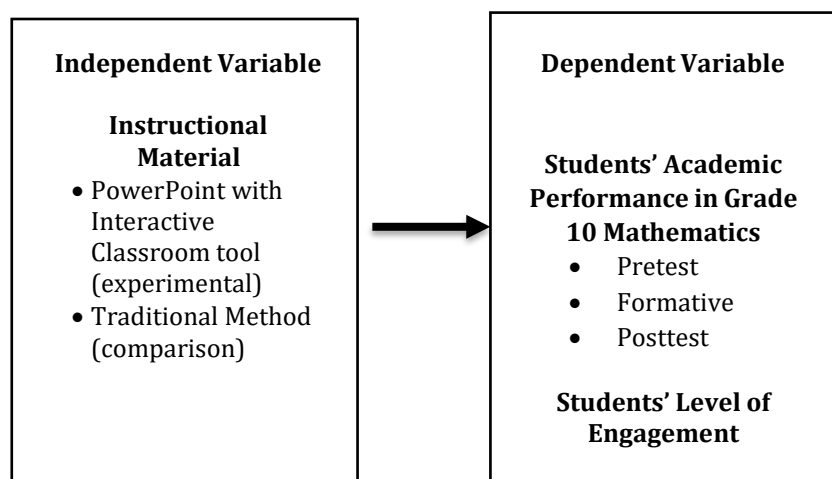 Independent Variable
Instructional
Material
• PowerPoint with
Interactive
Classroom tool
(experimental)
• Traditional Method
(comparison)
Dependent Variable
Students’ Academic
Performance in Grade
10 Mathematics
• Pretest
• Formative
• Posttest
Students’ Level of
Engagement